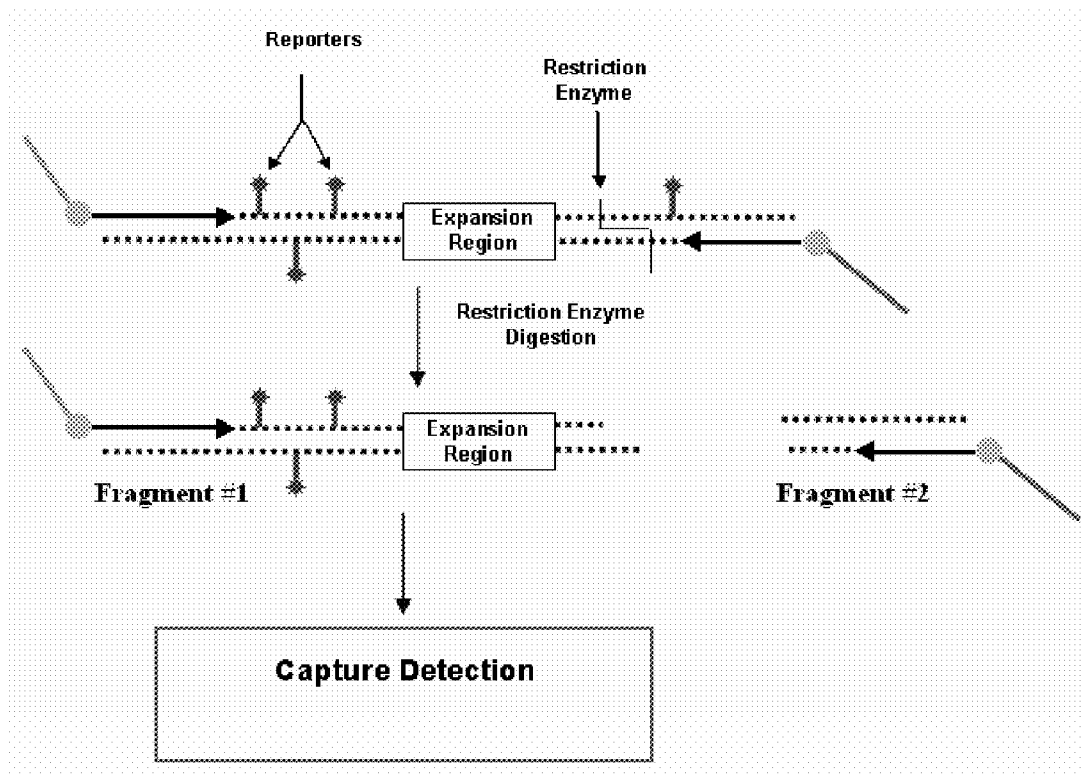 Reporters
Restriction
Enzyme
Expansion
Region
Restriction Enzyme
Digestion
Expansion
Region
Fragment #1
Fragment #2
Capture Detection